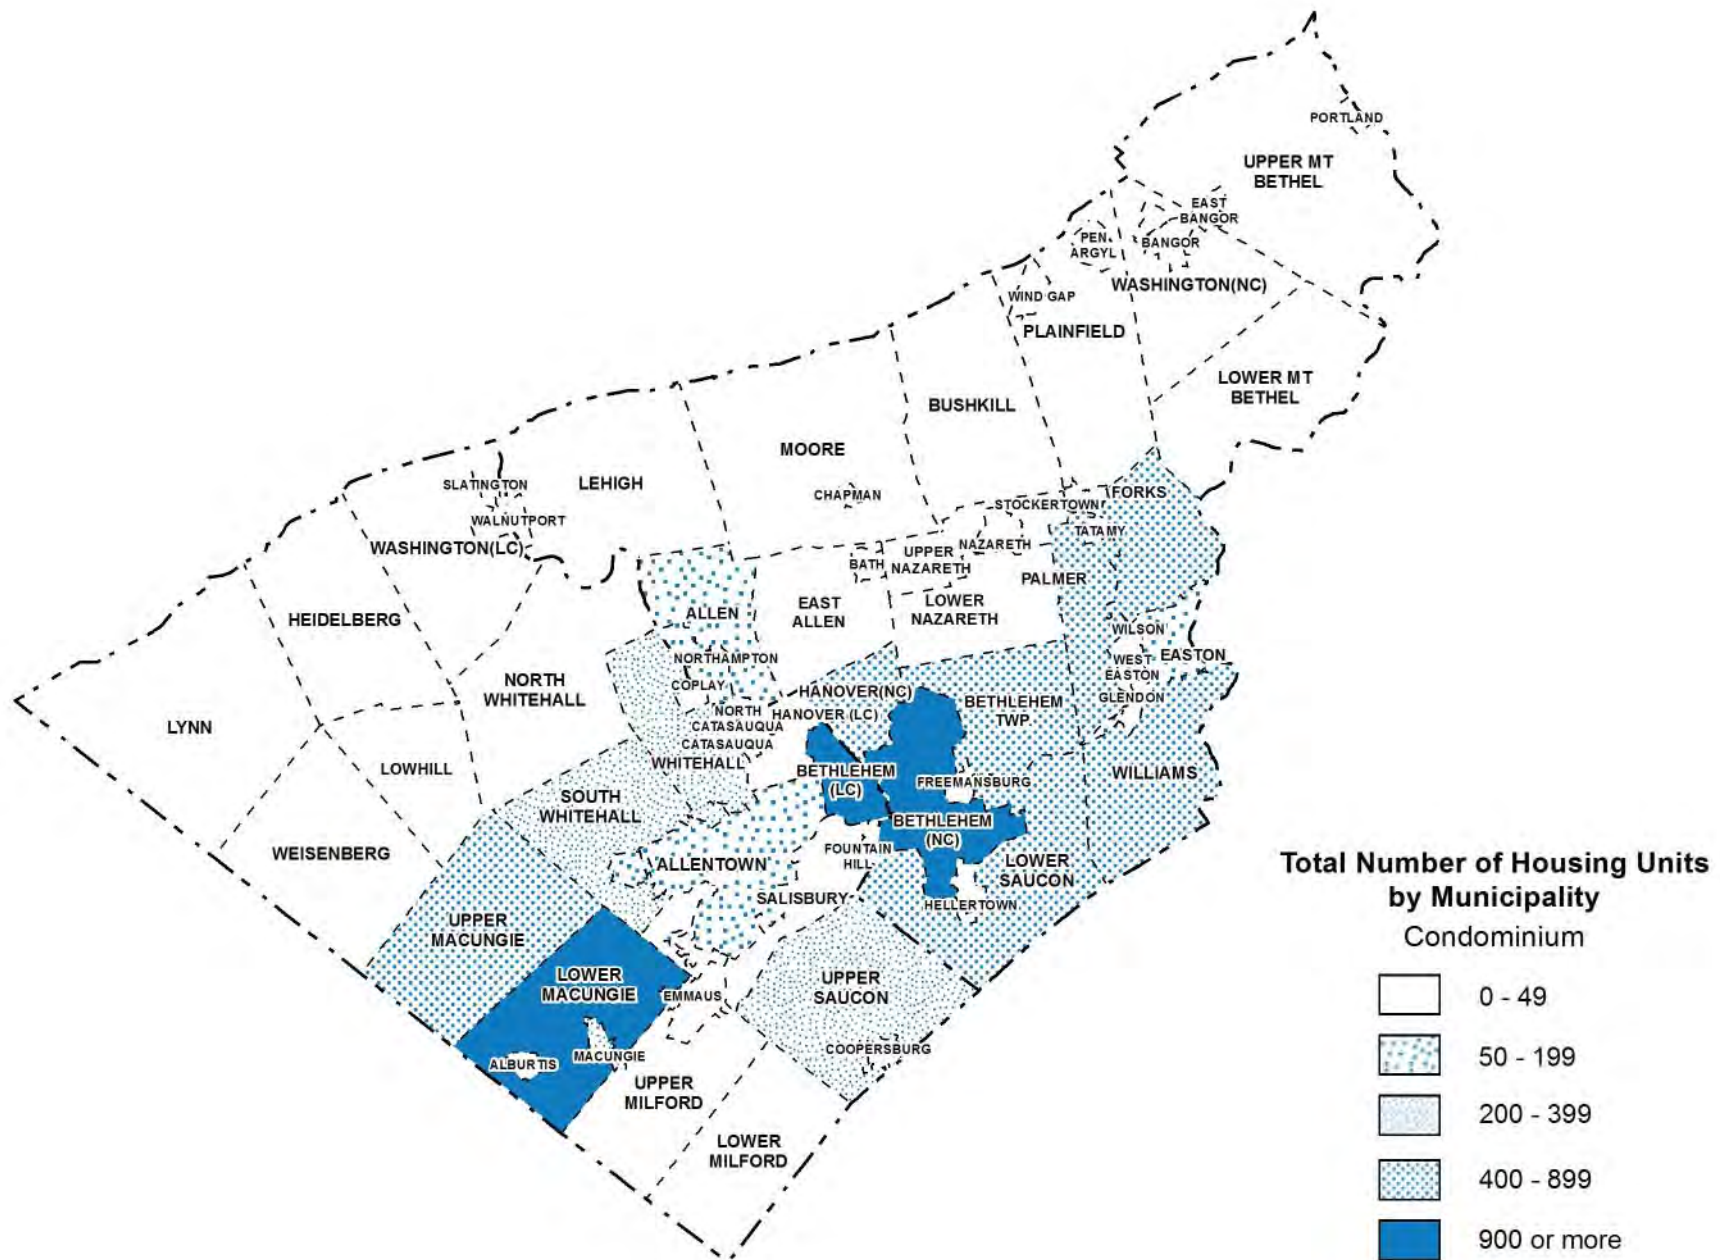 PORTLAND
UPPER MT
BETHEL
EAST
BANGOR
PEN
ARGYL
BANGOR
WASHINGTON(NC)
WIND GAP
PLAINFIELD
LOWER MT
BETHEL
BUSHKILL
MOORE
CHAPMAN
LEHIGH
SLATINGTON
WALNUTPORT
WASHINGTON(LC)
STOCKERTOWN
FORKS
TATAMY
NAZARETH
UPPER
NAZARETH
BATH
PALMER
EAST
ALLEN
LOWER
NAZARETH
ALLEN
HEIDELBERG
WILSON
WEST
EASTON
EASTON
GLENDON
NORTHAMPTON
COPLAY
NORTH
WHITEHALL
HANOVER(NC)
HANOVER (LC)
BETHLEHEM
TWP.
NORTH
CATASAUQUA
CATASAUQUA
WHITEHALL
LYNN
LOWHILL
BETHLEHEM
(LC)
FREEMANSBURG
WILLIAMS
SOUTH
WHITEHALL
BETHLEHEM
(NC)
WEISENBERG
FOUNTAIN
HILL
ALLENTOWN
LOWER
SAUCON
SALISBURY
HELLERTOWN
UPPER
MACUNGIE
LOWER
MACUNGIE
EMMAUS
UPPER
SAUCON
COOPERSBURG
MACUNGIE
ALBURTIS
UPPER
MILFORD
LOWER
MILFORD
Total Number of Housing Units
by Municipality
Condominium
0 - 49
50 - 199
200 - 399
400 - 899
900 or more